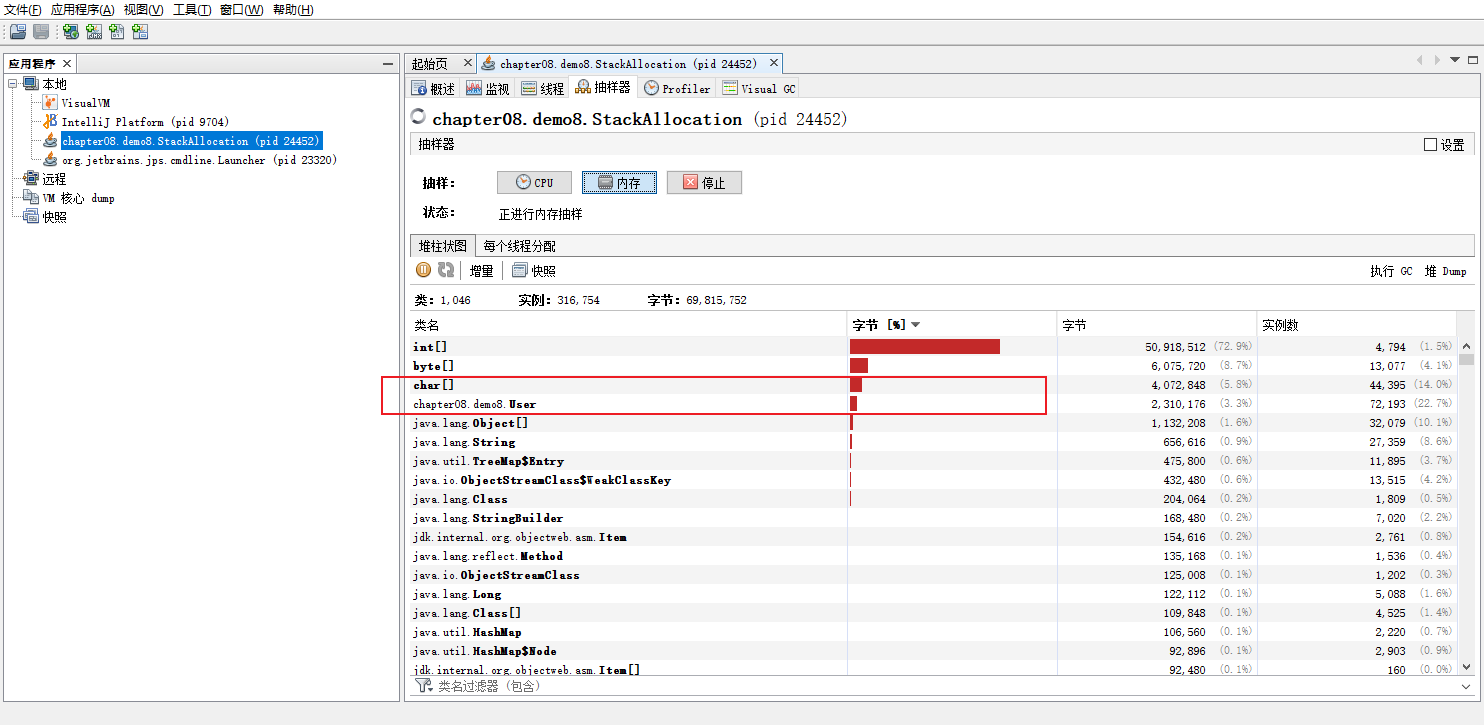 文件(F) 应用程序(A) 视图(V) 工具(T) 窗口(W) 帮助(H)
应用程序
本地
VisualVM
IntelliJ Platform (pid 9704)
chapter08.demo8.StackAllocation (pid 24452)
org.jetbrains.jps.cmdline.Launcher (pid 23320)
远程
VM 核心 dump
快照
起始页 chapter08.demo8.StackAllocation (pid 24452)
概述 监视 线程 抽样器 Profiler Visual GC
chapter08.demo8.StackAllocation (pid 24452)
抽样器 设置
抽样: CPU 内存 停止
状态: 正进行内存抽样
堆柱状图 每个线程分配
增量 快照 执行 GC 堆 Dump
类: 1,046 实例: 316,754 字节: 69,815,752
类名 字节 [%] 字节 实例数
int[] 50,918,512 (72.9%) 4,794 (1.5%)
byte[] 6,075,720 (8.7%) 13,077 (4.1%)
char[] 4,072,848 (5.8%) 44,395 (14.0%)
chapter08.demo8.User 2,310,176 (3.3%) 72,193 (22.7%)
java.lang.Object[] 1,132,208 (1.6%) 32,079 (10.1%)
java.lang.String 656,616 (0.9%) 27,359 (8.6%)
java.util.TreeMap$Entry 475,800 (0.6%) 11,895 (3.7%)
java.io.ObjectStreamClass$WeakClassKey 432,480 (0.6%) 13,515 (4.2%)
java.lang.Class 204,064 (0.2%) 1,809 (0.5%)
java.lang.StringBuilder 168,480 (0.2%) 7,020 (2.2%)
jdk.internal.org.objectweb.asm.Item 154,616 (0.2%) 2,761 (0.8%)
java.lang.reflect.Method 135,168 (0.1%) 1,536 (0.4%)
java.io.ObjectStreamClass 125,008 (0.1%) 1,202 (0.3%)
java.lang.Long 122,112 (0.1%) 5,088 (1.6%)
java.lang.Class[] 109,848 (0.1%) 4,525 (1.4%)
java.util.HashMap 106,560 (0.1%) 2,220 (0.7%)
java.util.HashMap$Node 92,896 (0.1%) 2,903 (0.9%)
jdk.internal.org.objectweb.asm.Item[] 92,480 (0.1%) 160 (0.0%)
类名过滤器 (包含)